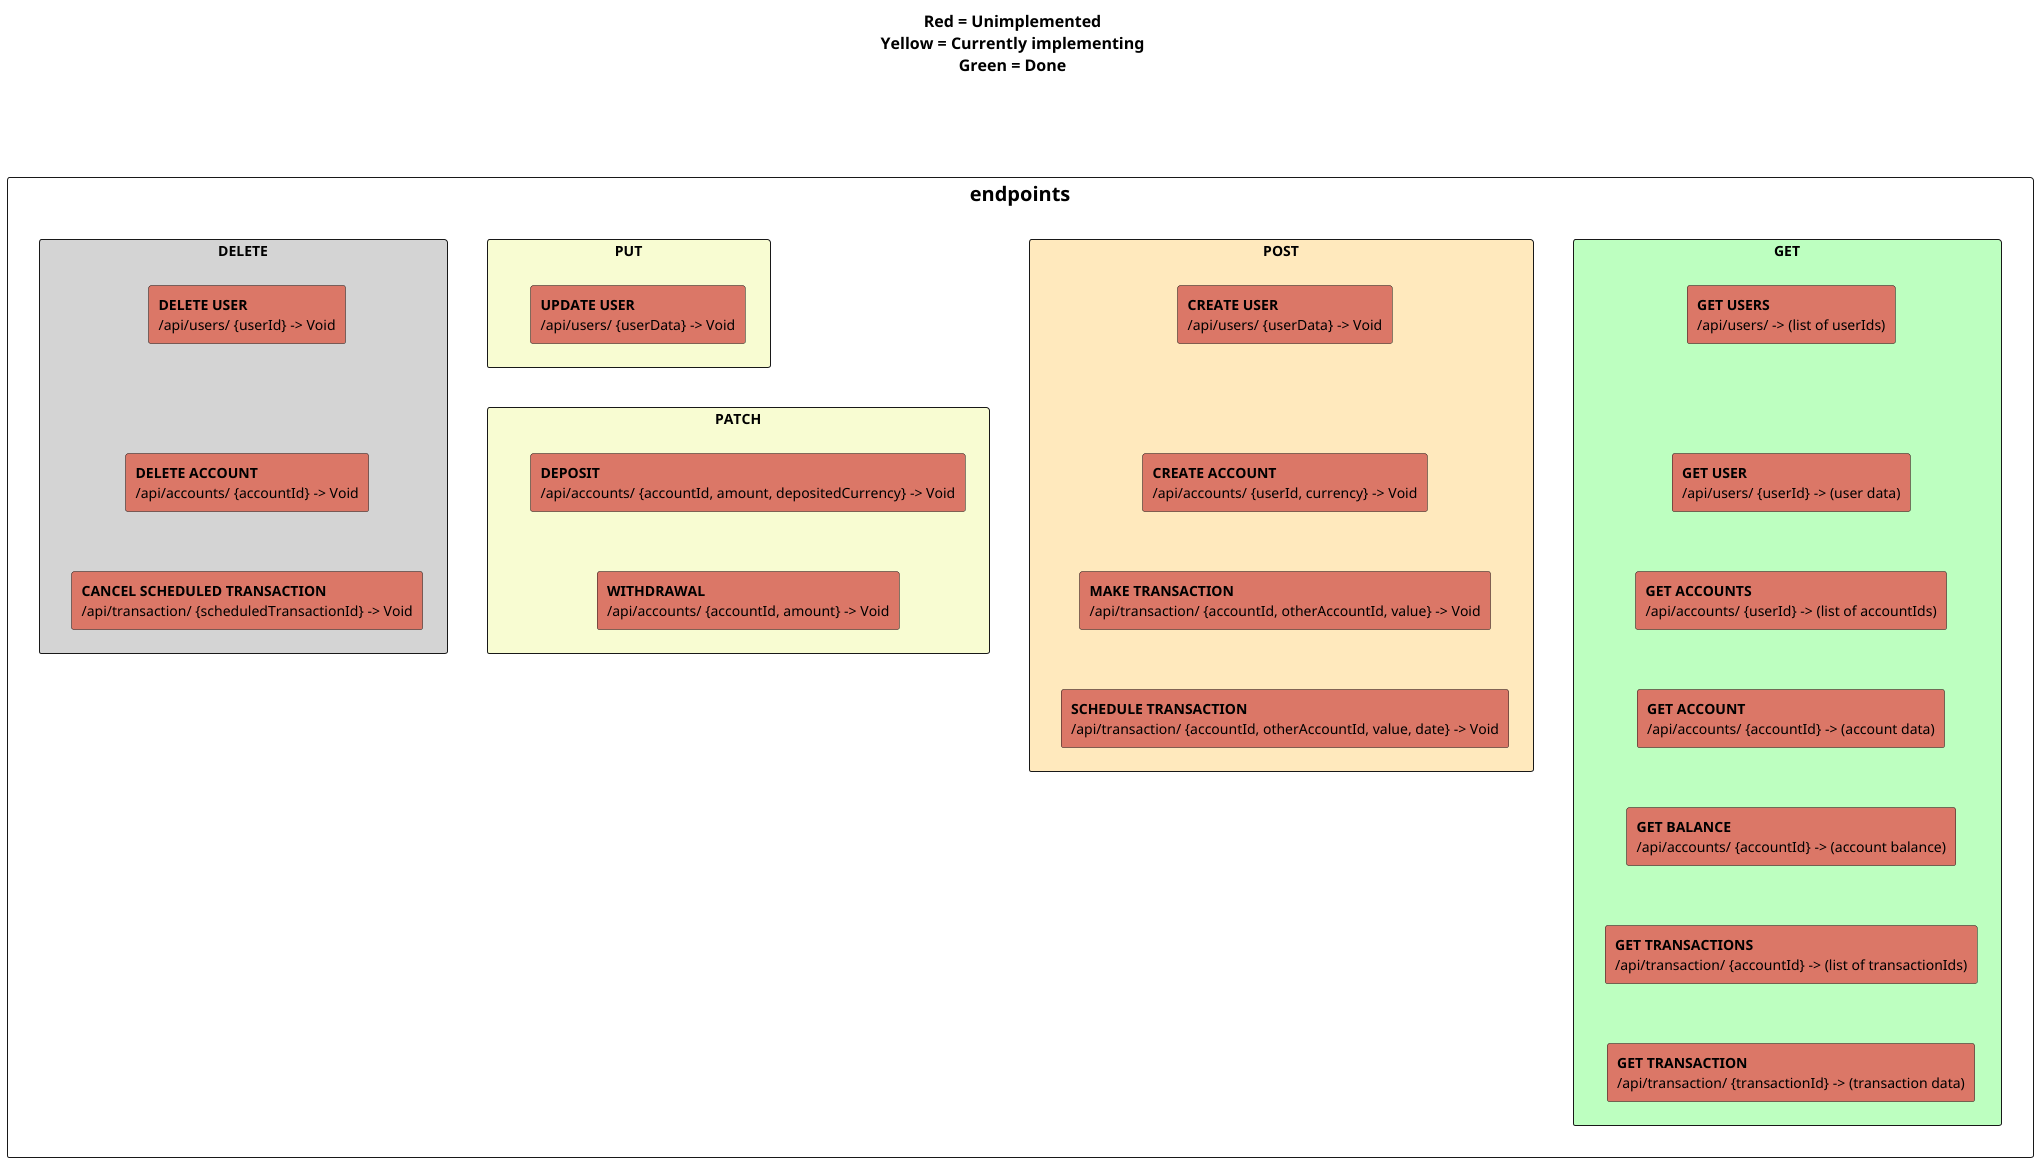 Red = Unimplemented
Yellow = Currently implementing
Green = Done
endpoints
DELETE
DELETE USER
/api/users/ {userId} -> Void
DELETE ACCOUNT
/api/accounts/ {accountId} -> Void
CANCEL SCHEDULED TRANSACTION
/api/transaction/ {scheduledTransactionId} -> Void
PUT
UPDATE USER
/api/users/ {userData} -> Void
PATCH
DEPOSIT
/api/accounts/ {accountId, amount, depositedCurrency} -> Void
WITHDRAWAL
/api/accounts/ {accountId, amount} -> Void
POST
CREATE USER
/api/users/ {userData} -> Void
CREATE ACCOUNT
/api/accounts/ {userId, currency} -> Void
MAKE TRANSACTION
/api/transaction/ {accountId, otherAccountId, value} -> Void
SCHEDULE TRANSACTION
/api/transaction/ {accountId, otherAccountId, value, date} -> Void
GET
GET USERS
/api/users/ -> (list of userIds)
GET USER
/api/users/ {userId} -> (user data)
GET ACCOUNTS
/api/accounts/ {userId} -> (list of accountIds)
GET ACCOUNT
/api/accounts/ {accountId} -> (account data)
GET BALANCE
/api/accounts/ {accountId} -> (account balance)
GET TRANSACTIONS
/api/transaction/ {accountId} -> (list of transactionIds)
GET TRANSACTION
/api/transaction/ {transactionId} -> (transaction data)